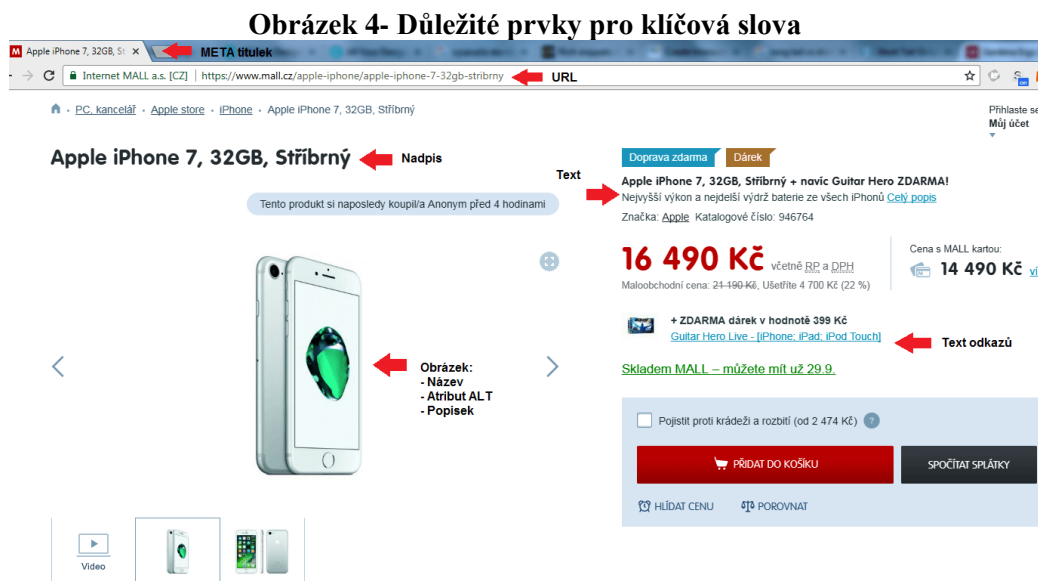 Obrázek 4- Důležité prvky pro klíčová slova
Apple iPhone 7, 32GB, St
META titulek
Internet MALL a.s. [CZ] | https://www.mall.cz/apple-iphone/apple-iphone-7-32gb-stribrny
URL
PC, kancelář · Apple store · iPhone · Apple iPhone 7, 32GB, Stříbrný
Přihlaste se
Můj účet
Apple iPhone 7, 32GB, Stříbrný
Nadpis
Text
Tento produkt si naposledy koupil/a Anonym před 4 hodinami
Doprava zdarma
Dárek
Apple iPhone 7, 32GB, Stříbrný + navíc Guitar Hero ZDARMA!
Nejvyšší výkon a nejdelší výdrž baterie ze všech iPhonů Celý popis
Značka: Apple Katalogové číslo: 946764
16 490 Kč včetně RP a DPH
Maloobchodní cena: 21 190 Kč, Ušetříte 4 700 Kč (22 %)
Cena s MALL kartou:
14 490 Kč ví
+ ZDARMA dárek v hodnotě 399 Kč
Guitar Hero Live - [iPhone; iPad; iPod Touch]
Text odkazů
Skladem MALL – můžete mít už 29.9.
Obrázek:
- Název
- Atribut ALT
- Popisek
Pojistit proti krádeži a rozbití (od 2 474 Kč) ?
PŘIDAT DO KOŠÍKU
SPOČÍTAT SPLÁTKY
HLÍDAT CENU
POROVNAT
Video